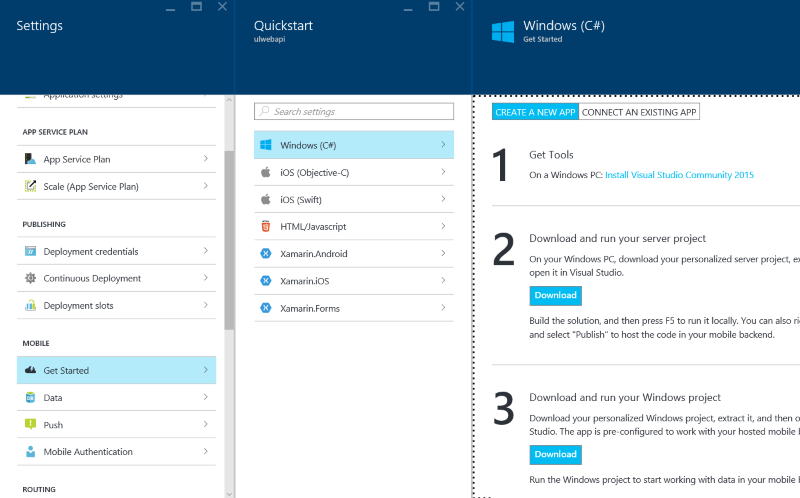 Settings
Application settings
APP SERVICE PLAN
App Service Plan
Scale (App Service Plan)
PUBLISHING
Deployment credentials
Continuous Deployment
Deployment slots
MOBILE
Get Started
Data
Push
Mobile Authentication
ROUTING
Quickstart
ulwebapi
Search settings
Windows (C#)
iOS (Objective-C)
iOS (Swift)
HTML/Javascript
Xamarin.Android
Xamarin.iOS
Xamarin.Forms
Windows (C#)
Get Started
CREATE A NEW APP CONNECT AN EXISTING APP
1 Get Tools
On a Windows PC: Install Visual Studio Community 2015
2 Download and run your server project
On your Windows PC, download your personalized server project, ex
open it in Visual Studio.
Download
Build the solution, and then press F5 to run it locally. You can also ri
and select "Publish" to host the code in your mobile backend.
3 Download and run your Windows project
Download your personalized Windows project, extract it, and then o
Studio. The app is pre-configured to work with your hosted mobile b
Download
Run the Windows project to start working with data in your mobile